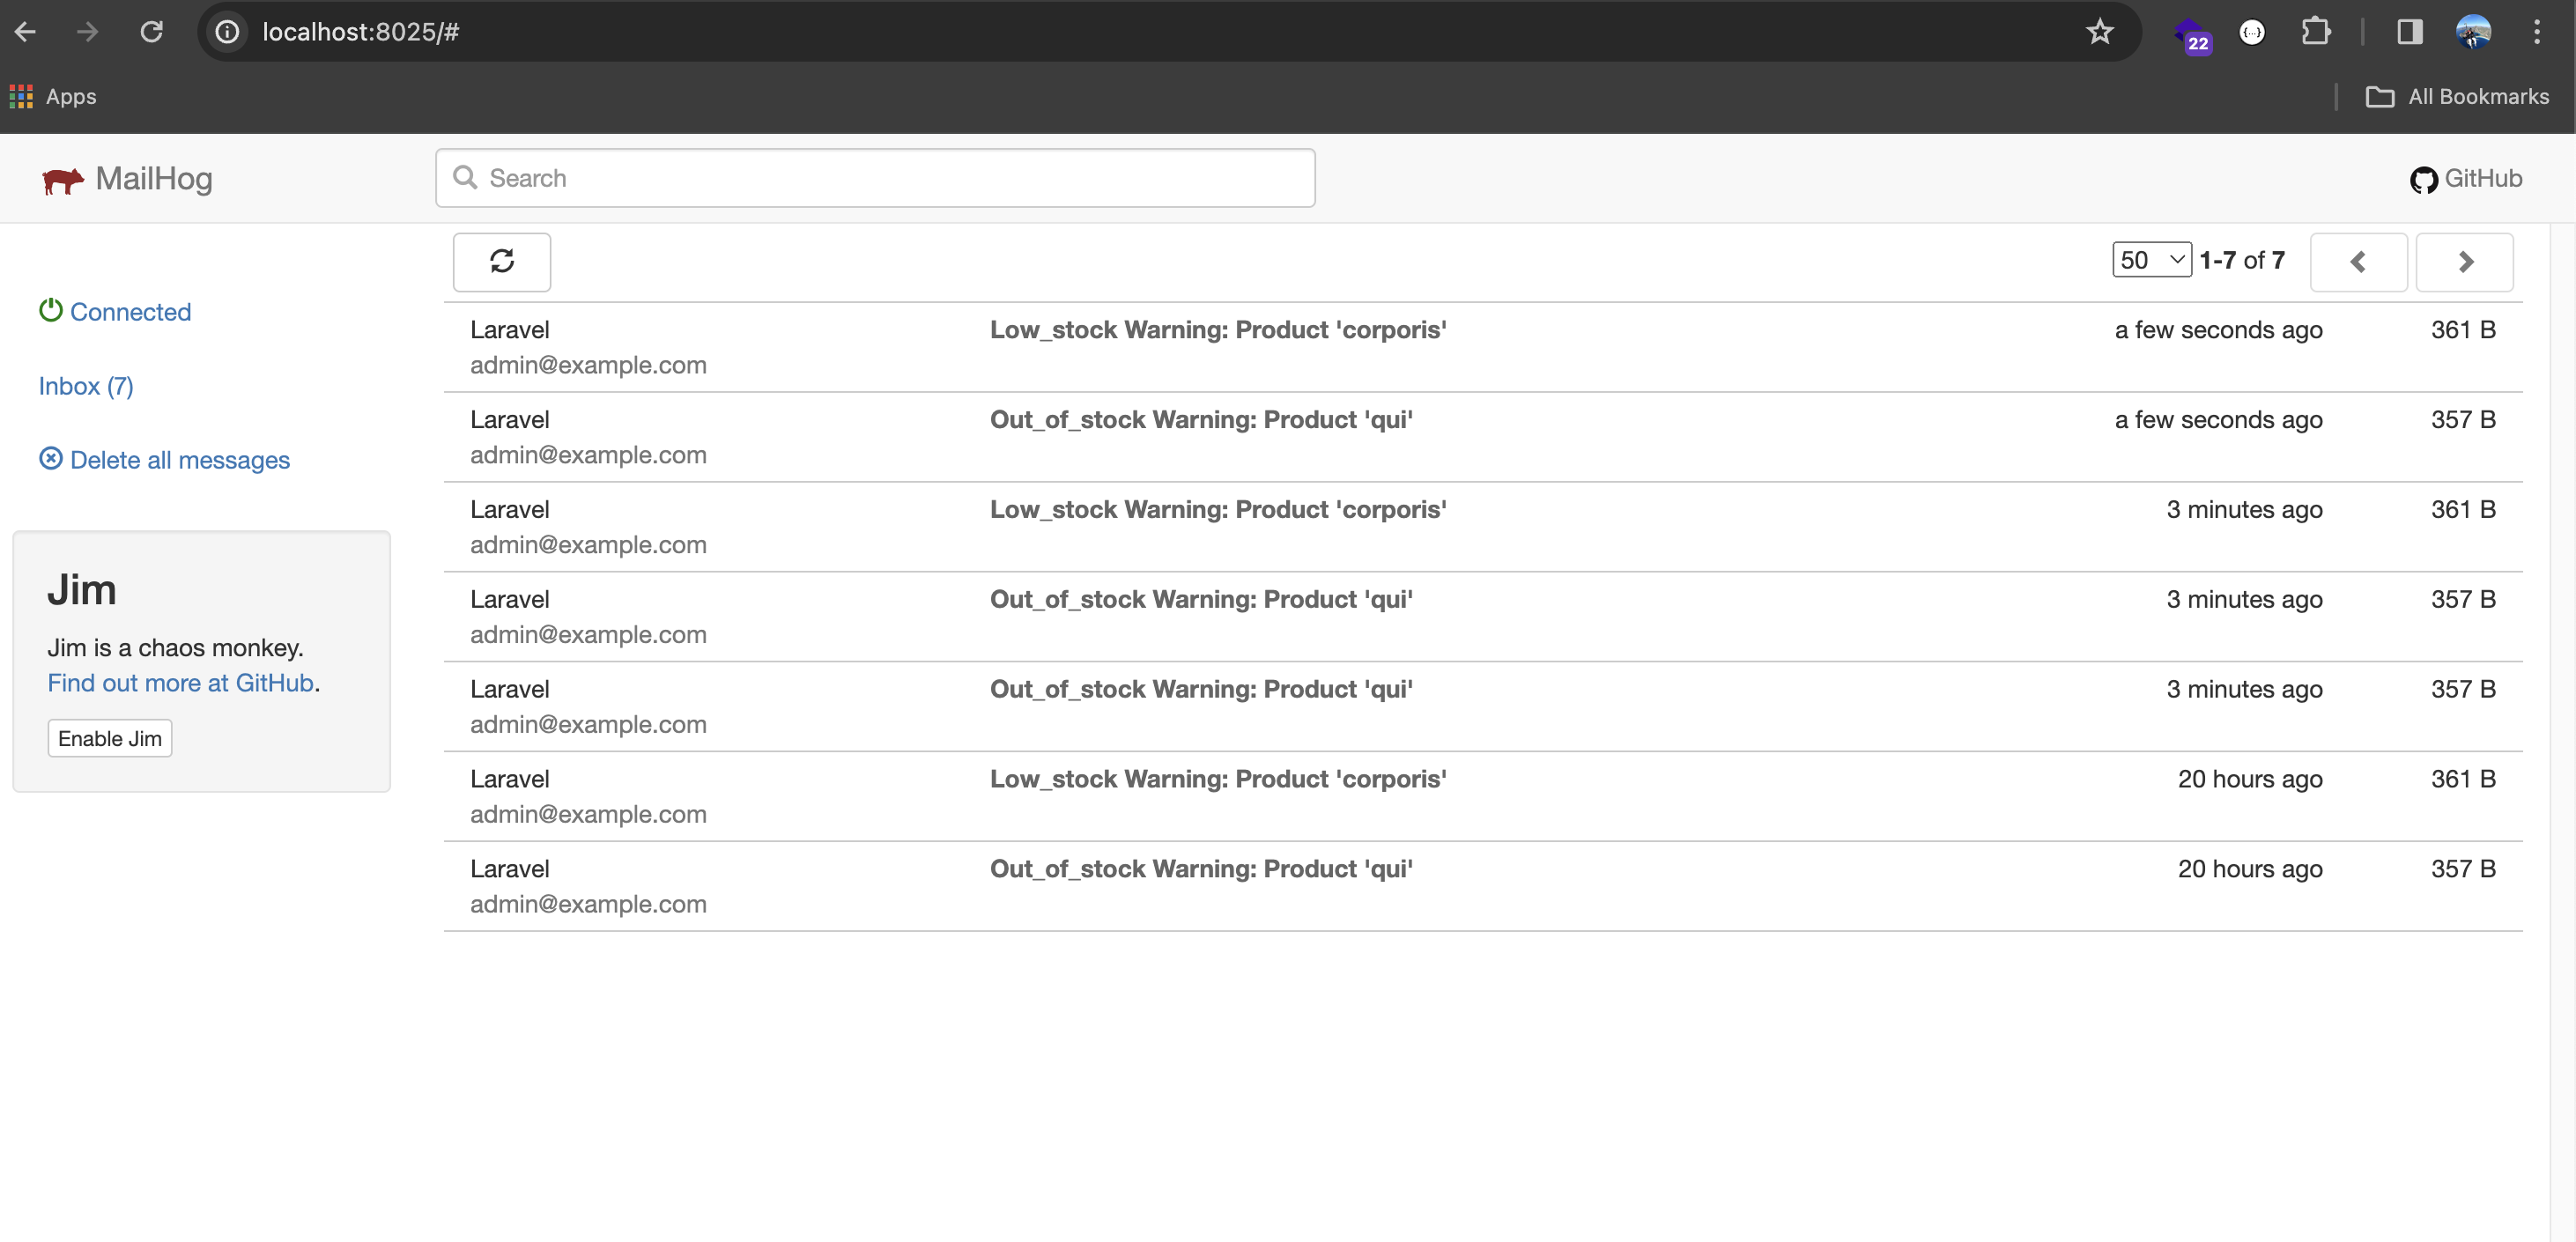 localhost:8025/#
22
Apps
All Bookmarks
MailHog
Search
GitHub
50 1-7 of 7
Connected
Inbox (7)
Delete all messages
Jim
Jim is a chaos monkey.
Find out more at GitHub.
Enable Jim
Laravel Low_stock Warning: Product 'corporis' a few seconds ago 361 B
admin@example.com
Laravel Out_of_stock Warning: Product 'qui' a few seconds ago 357 B
admin@example.com
Laravel Low_stock Warning: Product 'corporis' 3 minutes ago 361 B
admin@example.com
Laravel Out_of_stock Warning: Product 'qui' 3 minutes ago 357 B
admin@example.com
Laravel Out_of_stock Warning: Product 'qui' 3 minutes ago 357 B
admin@example.com
Laravel Low_stock Warning: Product 'corporis' 20 hours ago 361 B
admin@example.com
Laravel Out_of_stock Warning: Product 'qui' 20 hours ago 357 B
admin@example.com